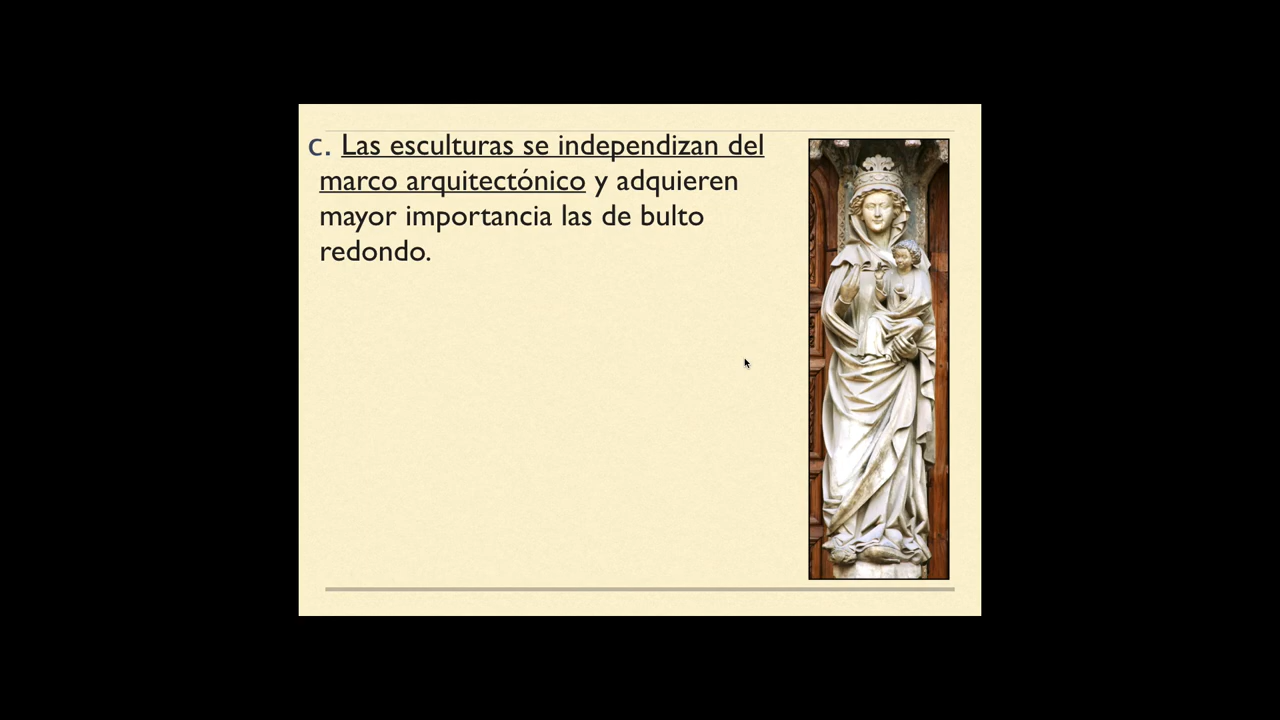 c. Las esculturas se independizan del
marco arquitectónico y adquieren
mayor importancia las de bulto
redondo.